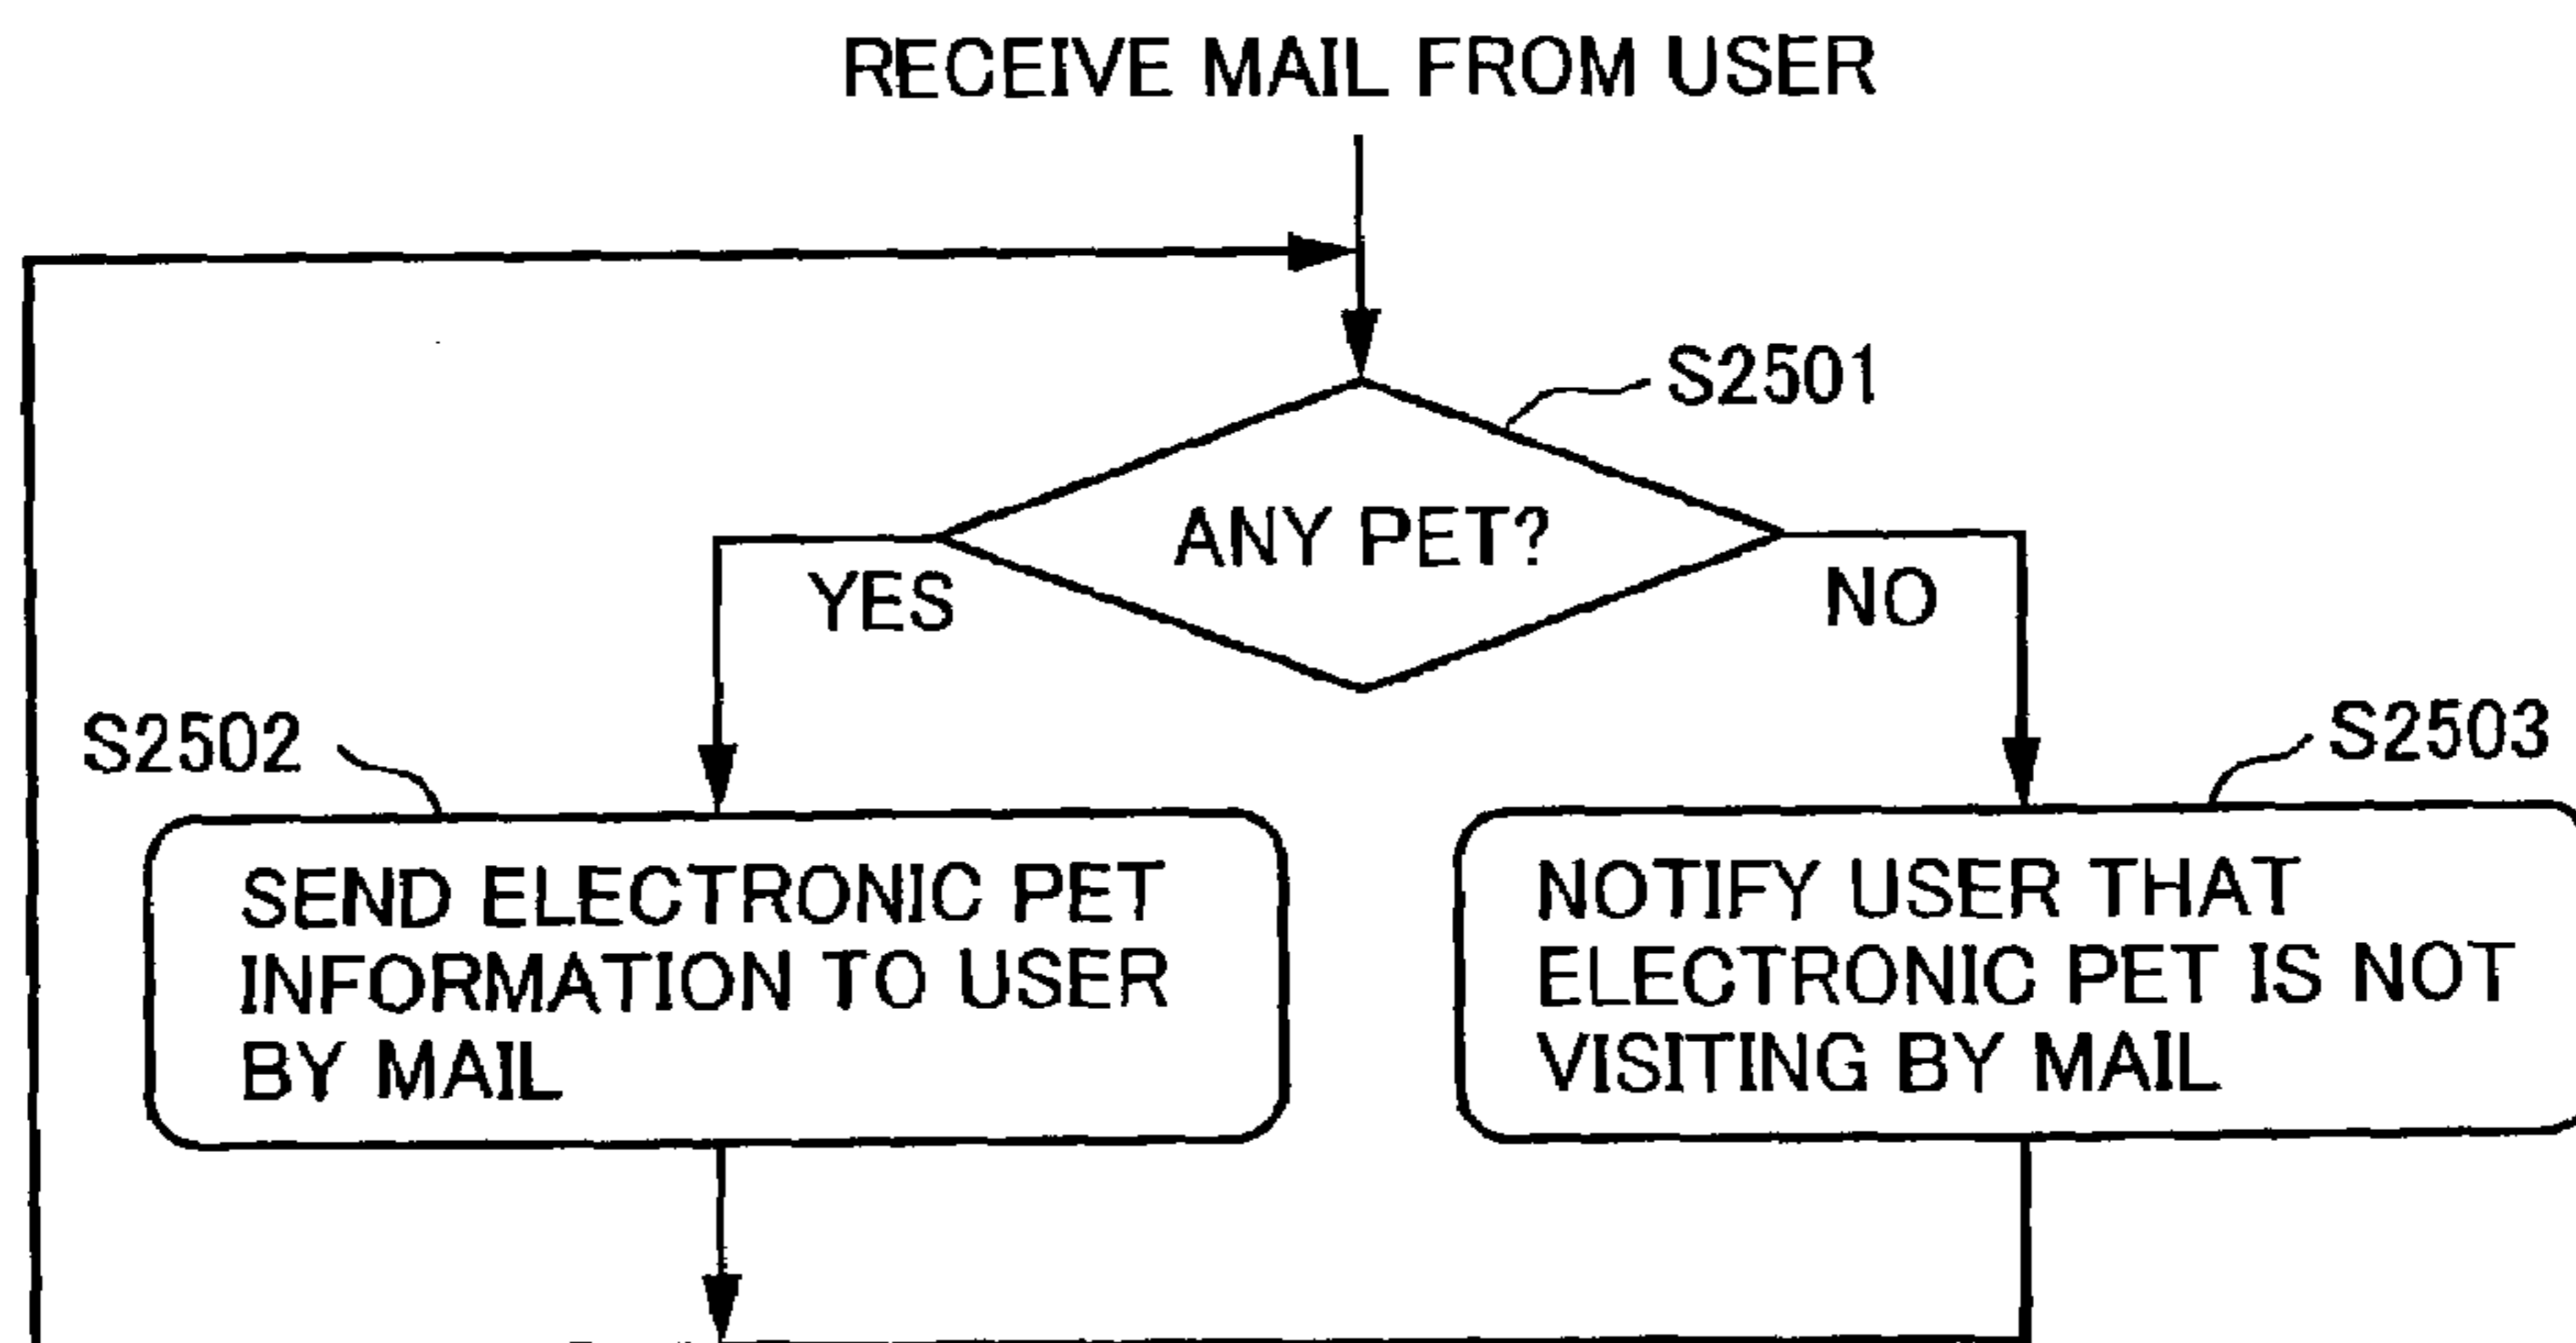 RECEIVE MAIL FROM USER
S2501
ANY PET?
YES
NO
S2502
S2503
SEND ELECTRONIC PET
INFORMATION TO USER
BY MAIL
NOTIFY USER THAT
ELECTRONIC PET IS NOT
VISITING BY MAIL